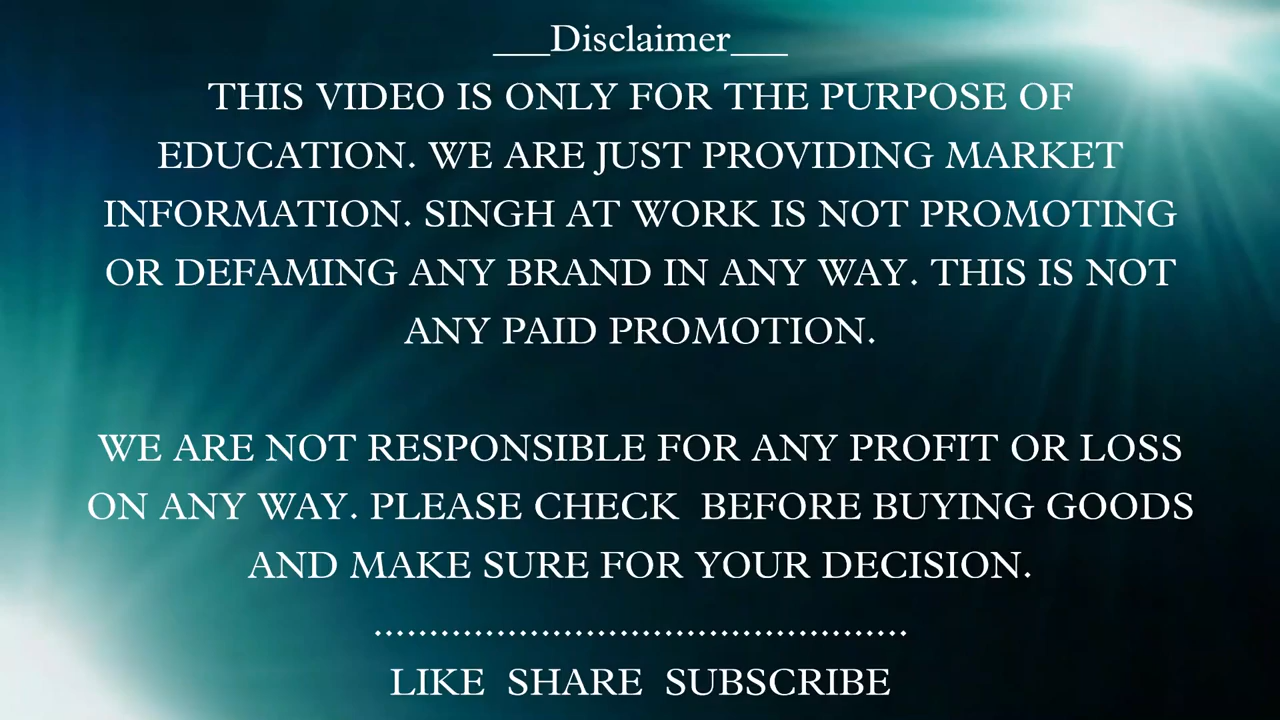 ___Disclaimer___
THIS VIDEO IS ONLY FOR THE PURPOSE OF
EDUCATION. WE ARE JUST PROVIDING MARKET
INFORMATION. SINGH AT WORK IS NOT PROMOTING
OR DEFAMING ANY BRAND IN ANY WAY. THIS IS NOT
ANY PAID PROMOTION.
WE ARE NOT RESPONSIBLE FOR ANY PROFIT OR LOSS
ON ANY WAY. PLEASE CHECK  BEFORE BUYING GOODS
AND MAKE SURE FOR YOUR DECISION.
................................................
LIKE  SHARE  SUBSCRIBE